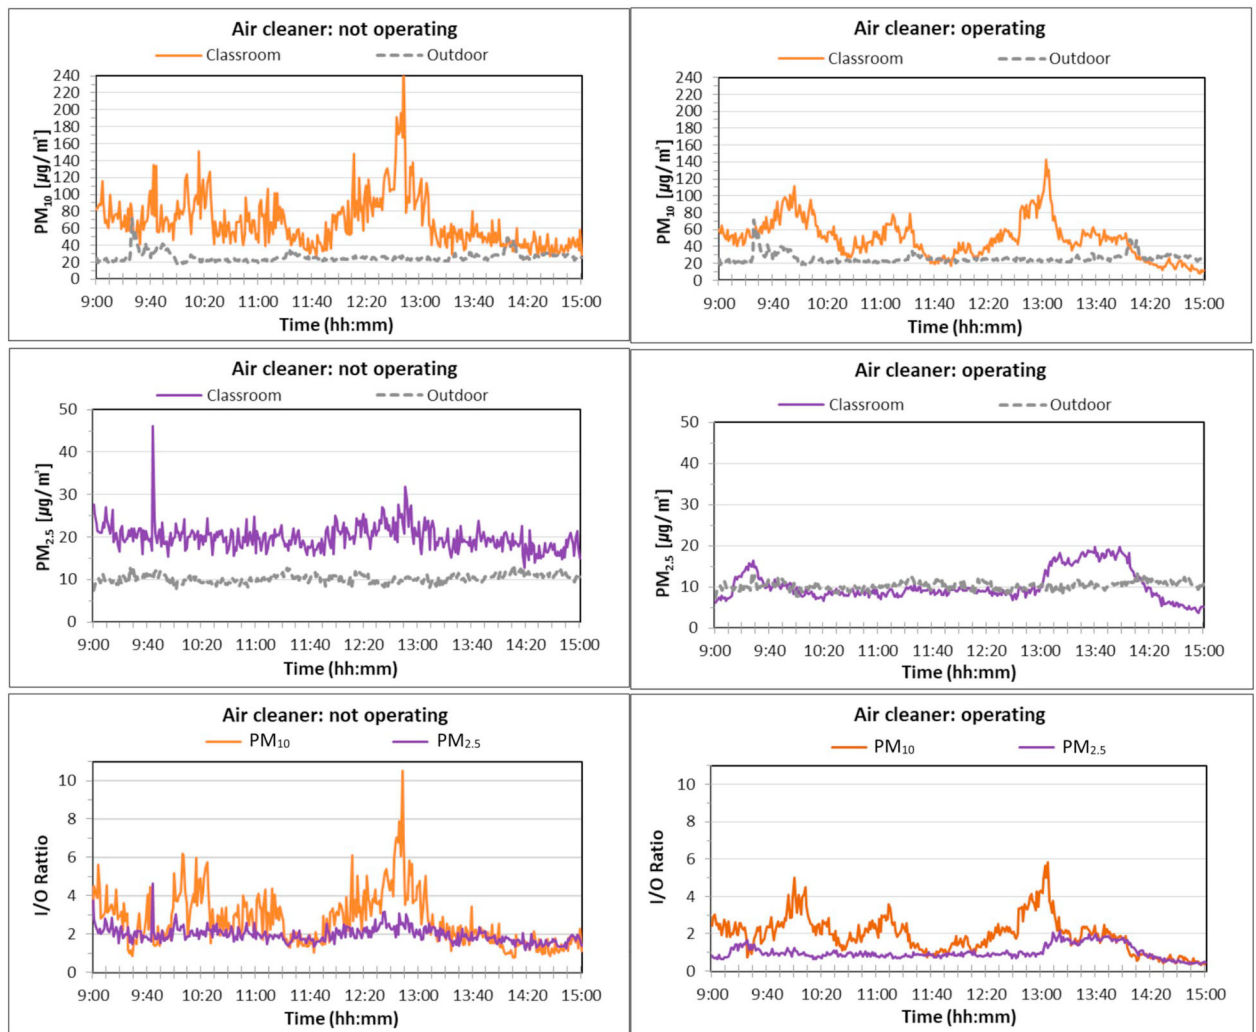 Air cleaner: not operating
Classroom Outdoor
240
220
200
180
160
140
120
100
80
60
40
20
0
PM10 [µg/m³]
9:00 9:40 10:20 11:00 11:40 12:20 13:00 13:40 14:20 15:00
Time (hh:mm)
Air cleaner: operating
Classroom Outdoor
240
220
200
180
160
140
120
100
80
60
40
20
0
PM10 [µg/m³]
9:00 9:40 10:20 11:00 11:40 12:20 13:00 13:40 14:20 15:00
Time (hh:mm)
Air cleaner: not operating
Classroom Outdoor
50
40
30
20
10
0
PM2.5 [µg/m³]
9:00 9:40 10:20 11:00 11:40 12:20 13:00 13:40 14:20 15:00
Time (hh:mm)
Air cleaner: operating
Classroom Outdoor
50
40
30
20
10
0
PM2.5 [µg/m³]
9:00 9:40 10:20 11:00 11:40 12:20 13:00 13:40 14:20 15:00
Time (hh:mm)
Air cleaner: not operating
PM10 PM2.5
10
8
6
4
2
0
I/O Rattio
9:00 9:40 10:20 11:00 11:40 12:20 13:00 13:40 14:20 15:00
Time (hh:mm)
Air cleaner: operating
PM10 PM2.5
10
8
6
4
2
0
I/O Ratio
9:00 9:40 10:20 11:00 11:40 12:20 13:00 13:40 14:20 15:00
Time (hh:mm)